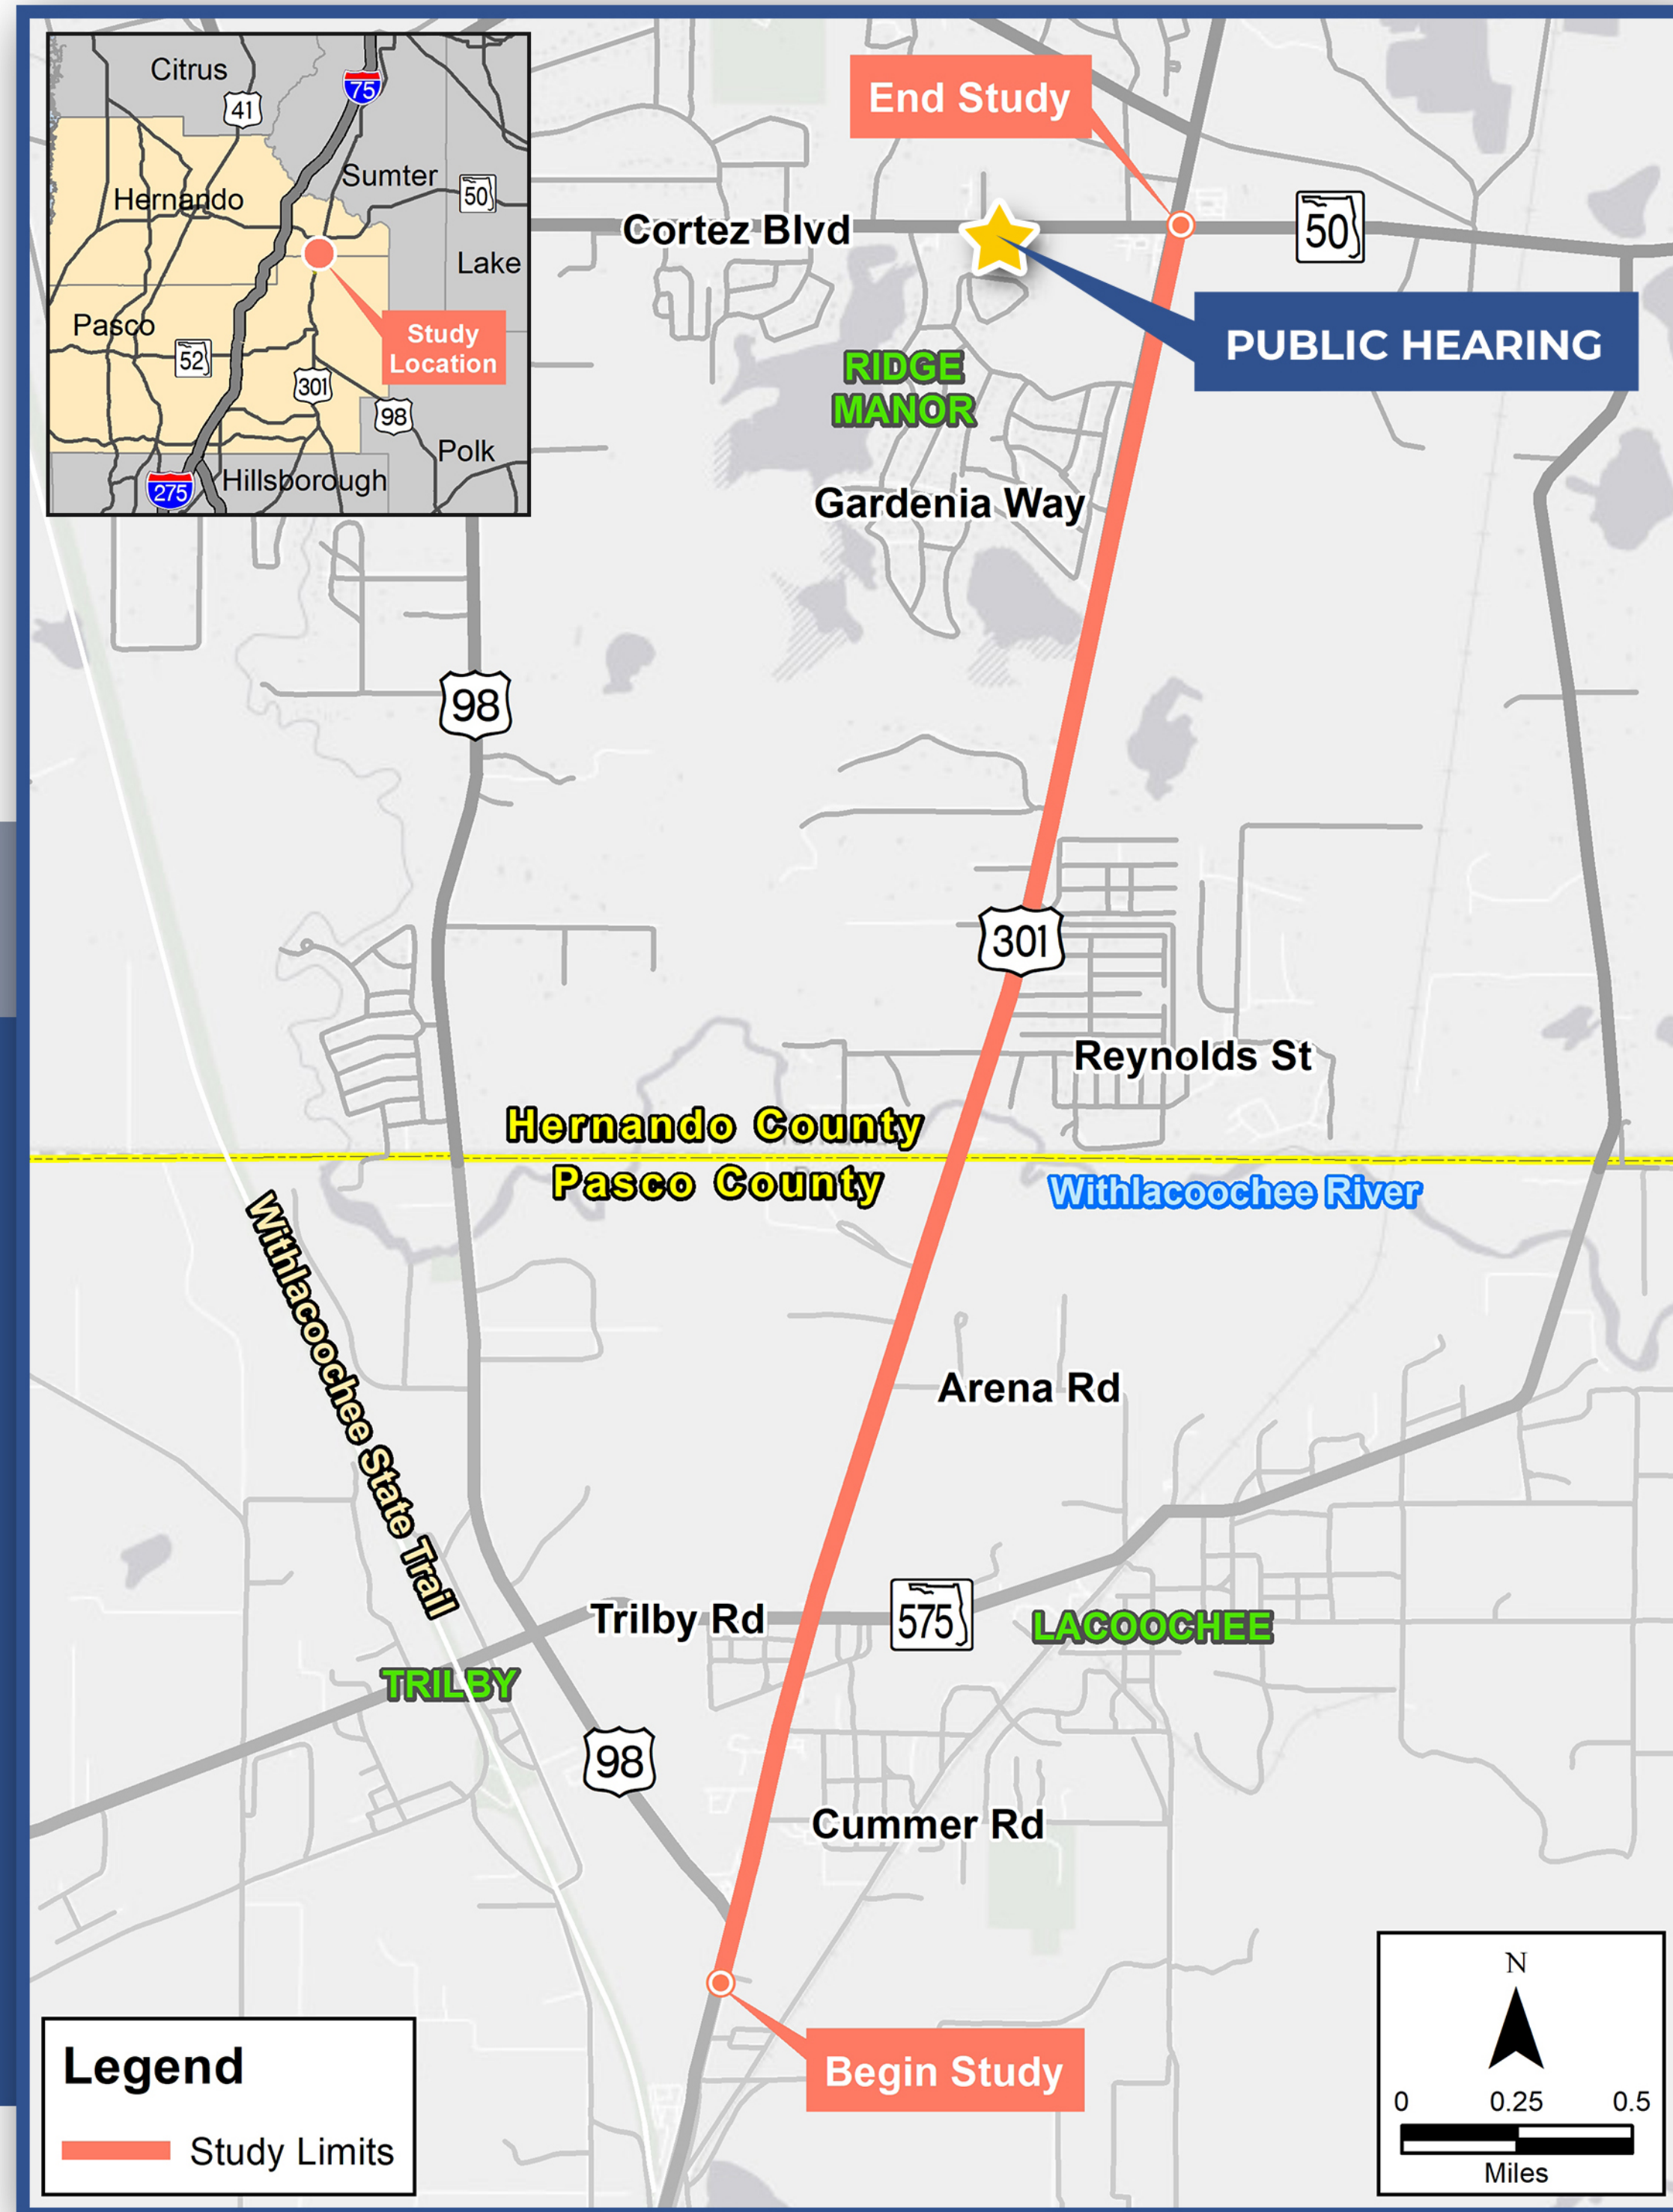 Citrus
41
75
Sumter
Hernando
50
Lake
Pasco
Study
Location
52
301
98
Polk
Hillsborough
275
End Study
Cortez Blvd
50
PUBLIC HEARING
RIDGE
MANOR
Gardenia Way
98
301
Reynolds St
Hernando County
Pasco County
Withlacoochee River
Withlacoochee State Trail
Arena Rd
Trilby Rd
575
LACOOCHEE
TRILBY
98
Cummer Rd
Begin Study
Legend
Study Limits
N
0 0.25 0.5
Miles